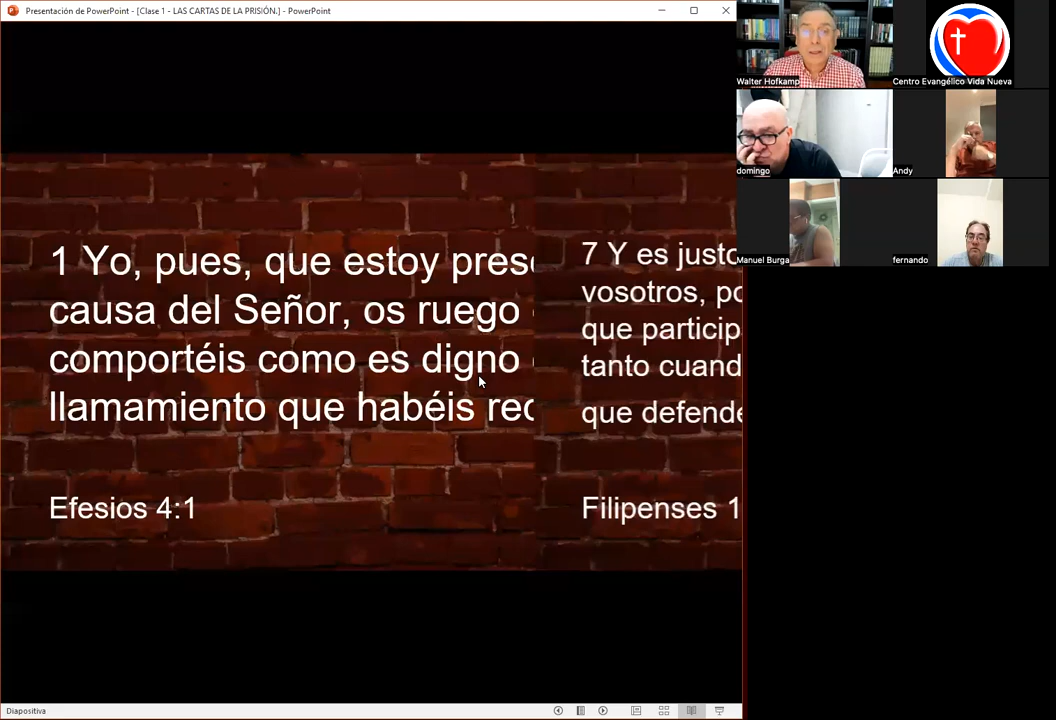 Presentación de PowerPoint - [Clase 1 - LAS CARTAS DE LA PRISIÓN.] - PowerPoint
1 Yo, pues, que estoy pres
causa del Señor, os ruego
comportéis como es digno
llamamiento que habéis rec
Efesios 4:1
7 Y es justo
vosotros, po
que particip
tanto cuand
que defende
Filipenses 1
Walter Hofkamp
Centro Evangélico Vida Nueva
domingo
Andy
Manuel Burga
fernando
Diapositiva